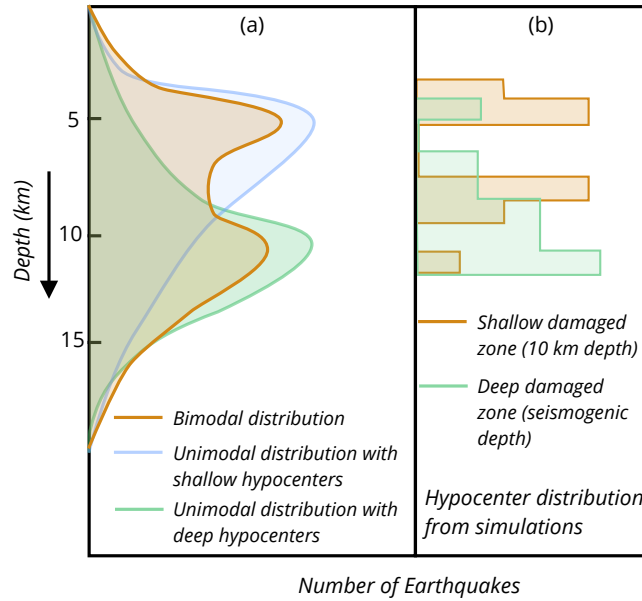 (a)
(b)
5
10
15
Depth (km)
Bimodal distribution
Unimodal distribution with
shallow hypocenters
Unimodal distribution with
deep hypocenters
Shallow damaged
zone (10 km depth)
Deep damaged
zone (seismogenic
depth)
Hypocenter distribution
from simulations
Number of Earthquakes